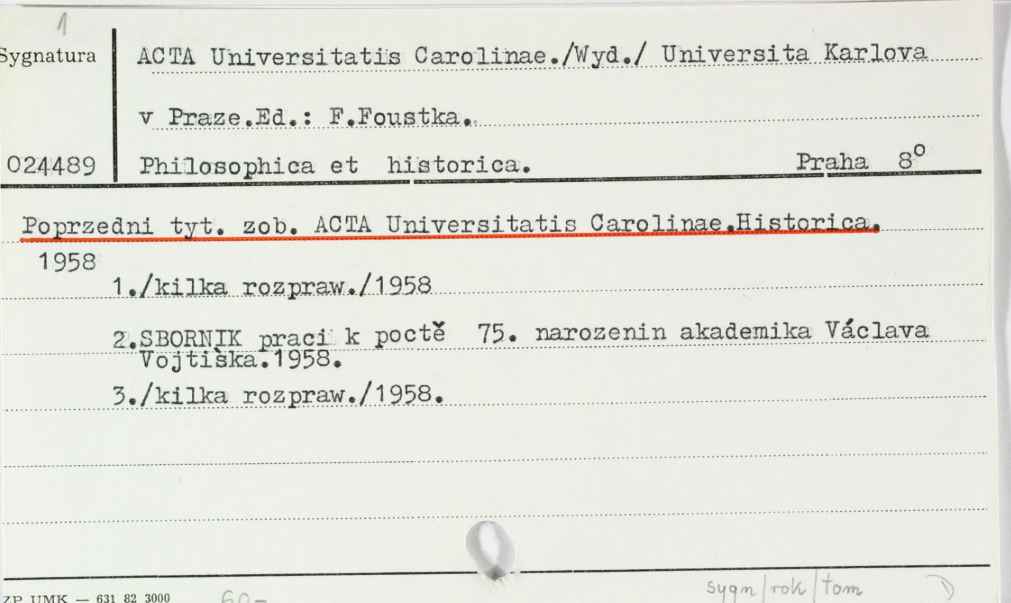 1
Sygnatura
ACTA Universitatis Carolinae./Wyd./ Universita Karlova
v Praze.Ed.: F.Foustka.
024489 Philosophica et historica. Praha 8°
Poprzedni tyt. zob. ACTA Universitatis Carolinae.Historica.
1958
1./kilka rozpraw./1958
2.SBORNIK praci k poctě 75. narozenin akademika Václava
Vojtiška.1958.
3./kilka rozpraw./1958.
ZP UMK — 631 82 3000
60-
sygn/rok/tom